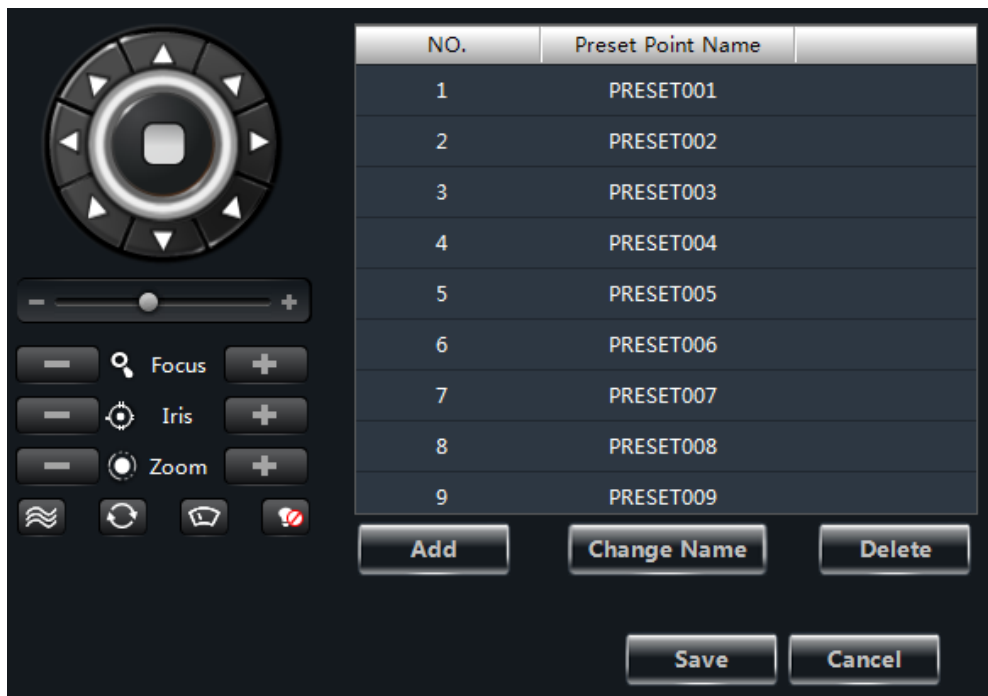 NO. Preset Point Name
1 PRESET001
2 PRESET002
3 PRESET003
4 PRESET004
5 PRESET005
6 PRESET006
7 PRESET007
8 PRESET008
9 PRESET009
Focus
Iris
Zoom
Add Change Name Delete
Save Cancel